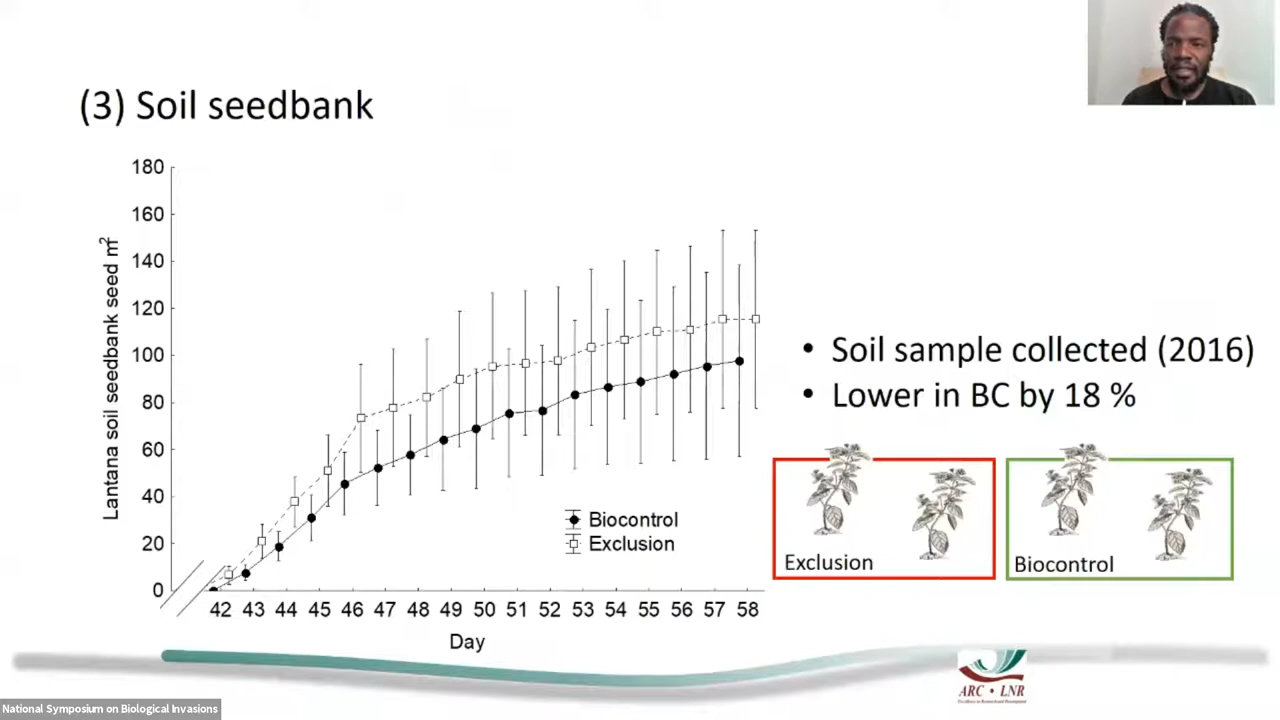 (3) Soil seedbank
180
160
140
120
100
80
60
40
20
0
Lantana soil seedbank seed m²
42 43 44 45 46 47 48 49 50 51 52 53 54 55 56 57 58
Day
Biocontrol
Exclusion
• Soil sample collected (2016)
• Lower in BC by 18 %
Exclusion
Biocontrol
ARC • LNR
National Symposium on Biological Invasions